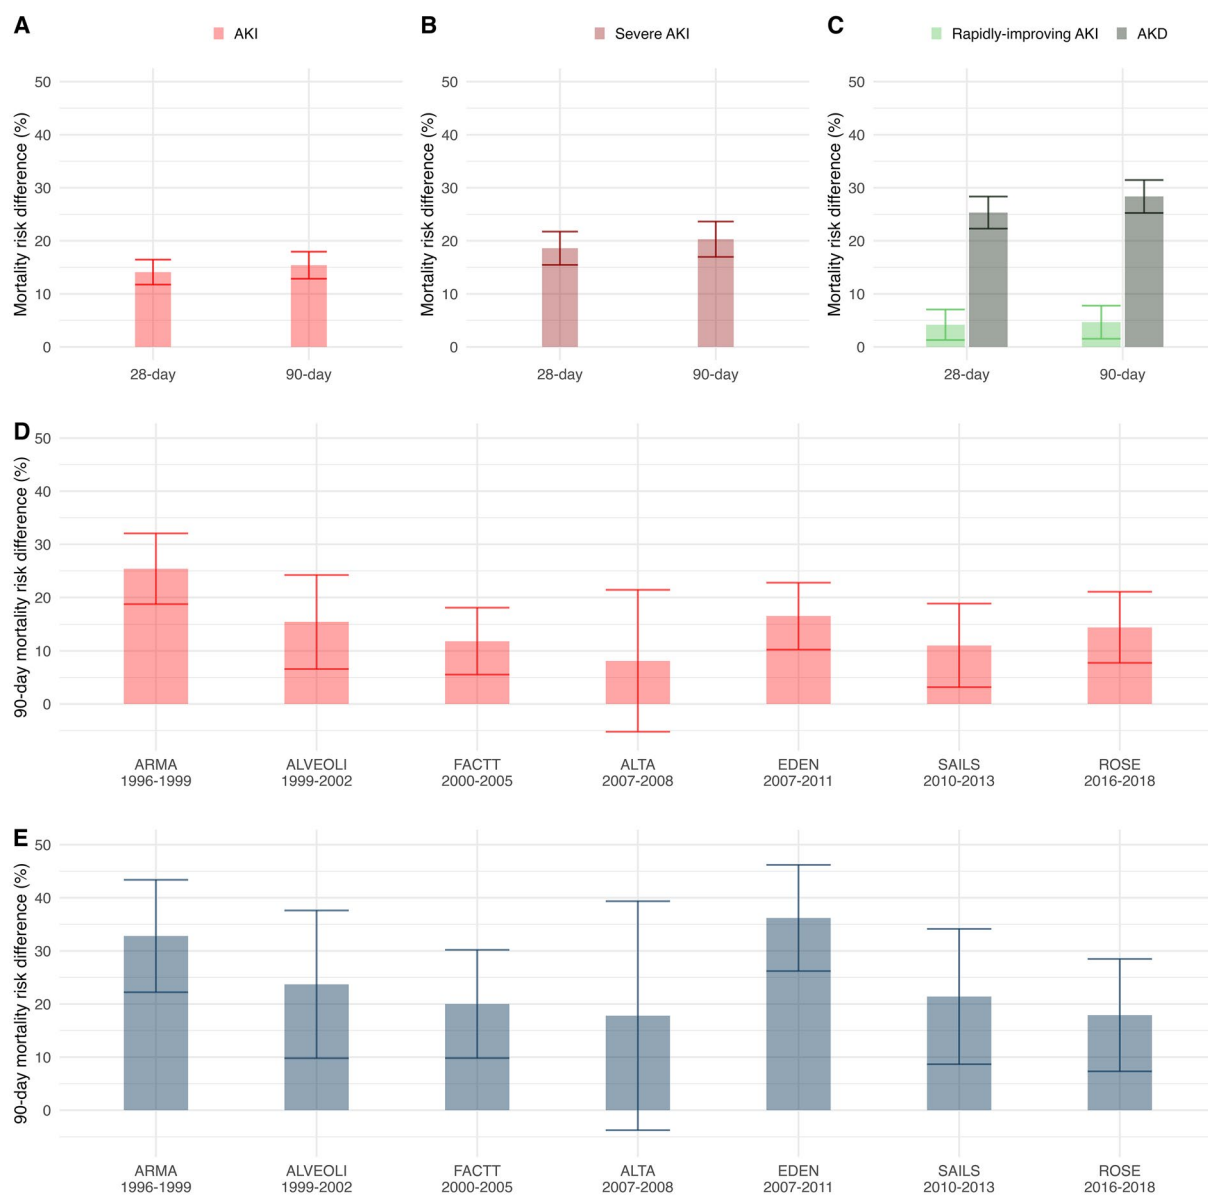 A
AKI
Mortality risk difference (%)
50
40
30
20
10
0
28-day
90-day
B
Severe AKI
Mortality risk difference (%)
50
40
30
20
10
0
28-day
90-day
C
Rapidly-improving AKI
AKD
Mortality risk difference (%)
50
40
30
20
10
0
28-day
90-day
D
90-day mortality risk difference (%)
50
40
30
20
10
0
ARMA
1996-1999
ALVEOLI
1999-2002
FACTT
2000-2005
ALTA
2007-2008
EDEN
2007-2011
SAILS
2010-2013
ROSE
2016-2018
E
90-day mortality risk difference (%)
50
40
30
20
10
0
ARMA
1996-1999
ALVEOLI
1999-2002
FACTT
2000-2005
ALTA
2007-2008
EDEN
2007-2011
SAILS
2010-2013
ROSE
2016-2018